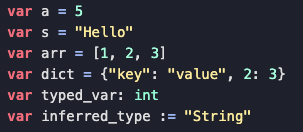 var a = 5
var s = "Hello"
var arr = [1, 2, 3]
var dict = {"key": "value", 2: 3}
var typed_var: int
var inferred_type := "String"